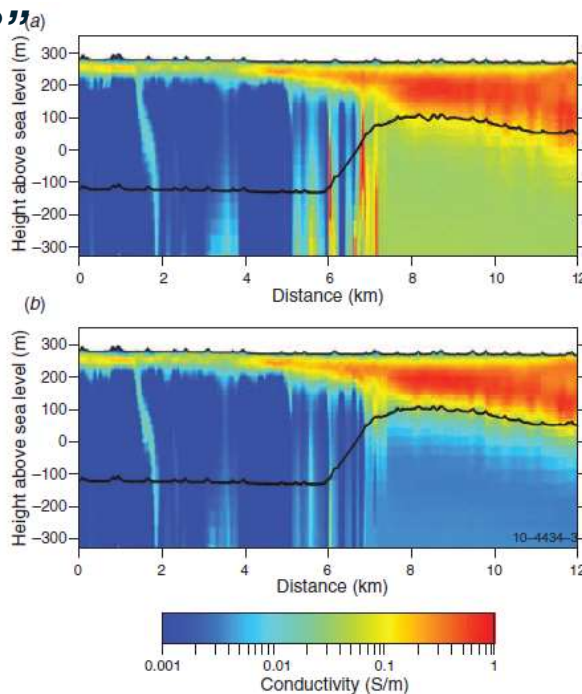 ”
(a)
300
200
100
0
−100
−200
−300
Height above sea level (m)
0 2 4 6 8 10 12
Distance (km)
(b)
300
200
100
0
−100
−200
−300
Height above sea level (m)
10–4434–3
0 2 4 6 8 10 12
Distance (km)
0.001 0.01 0.1 1
Conductivity (S/m)